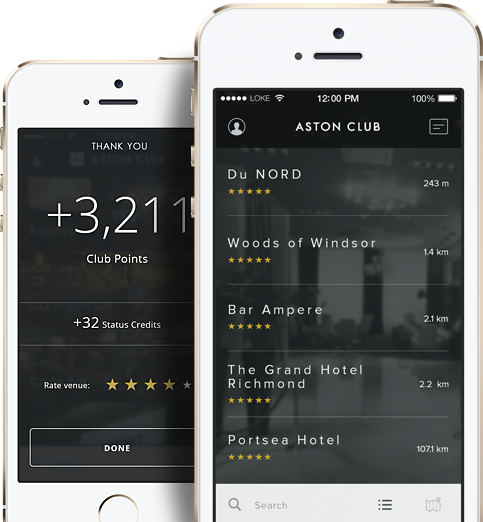 THANK YOU
ASTON CLUB
+3,211
Club Points
+32 Status Credits
Rate venue:
DONE
LOKE
12:00 PM
100%
ASTON CLUB
Du NORD
243 m
Woods of Windsor
1.4 km
Bar Ampere
2.1 km
The Grand Hotel
Richmond
2.2 km
Portsea Hotel
107.1 km
Search